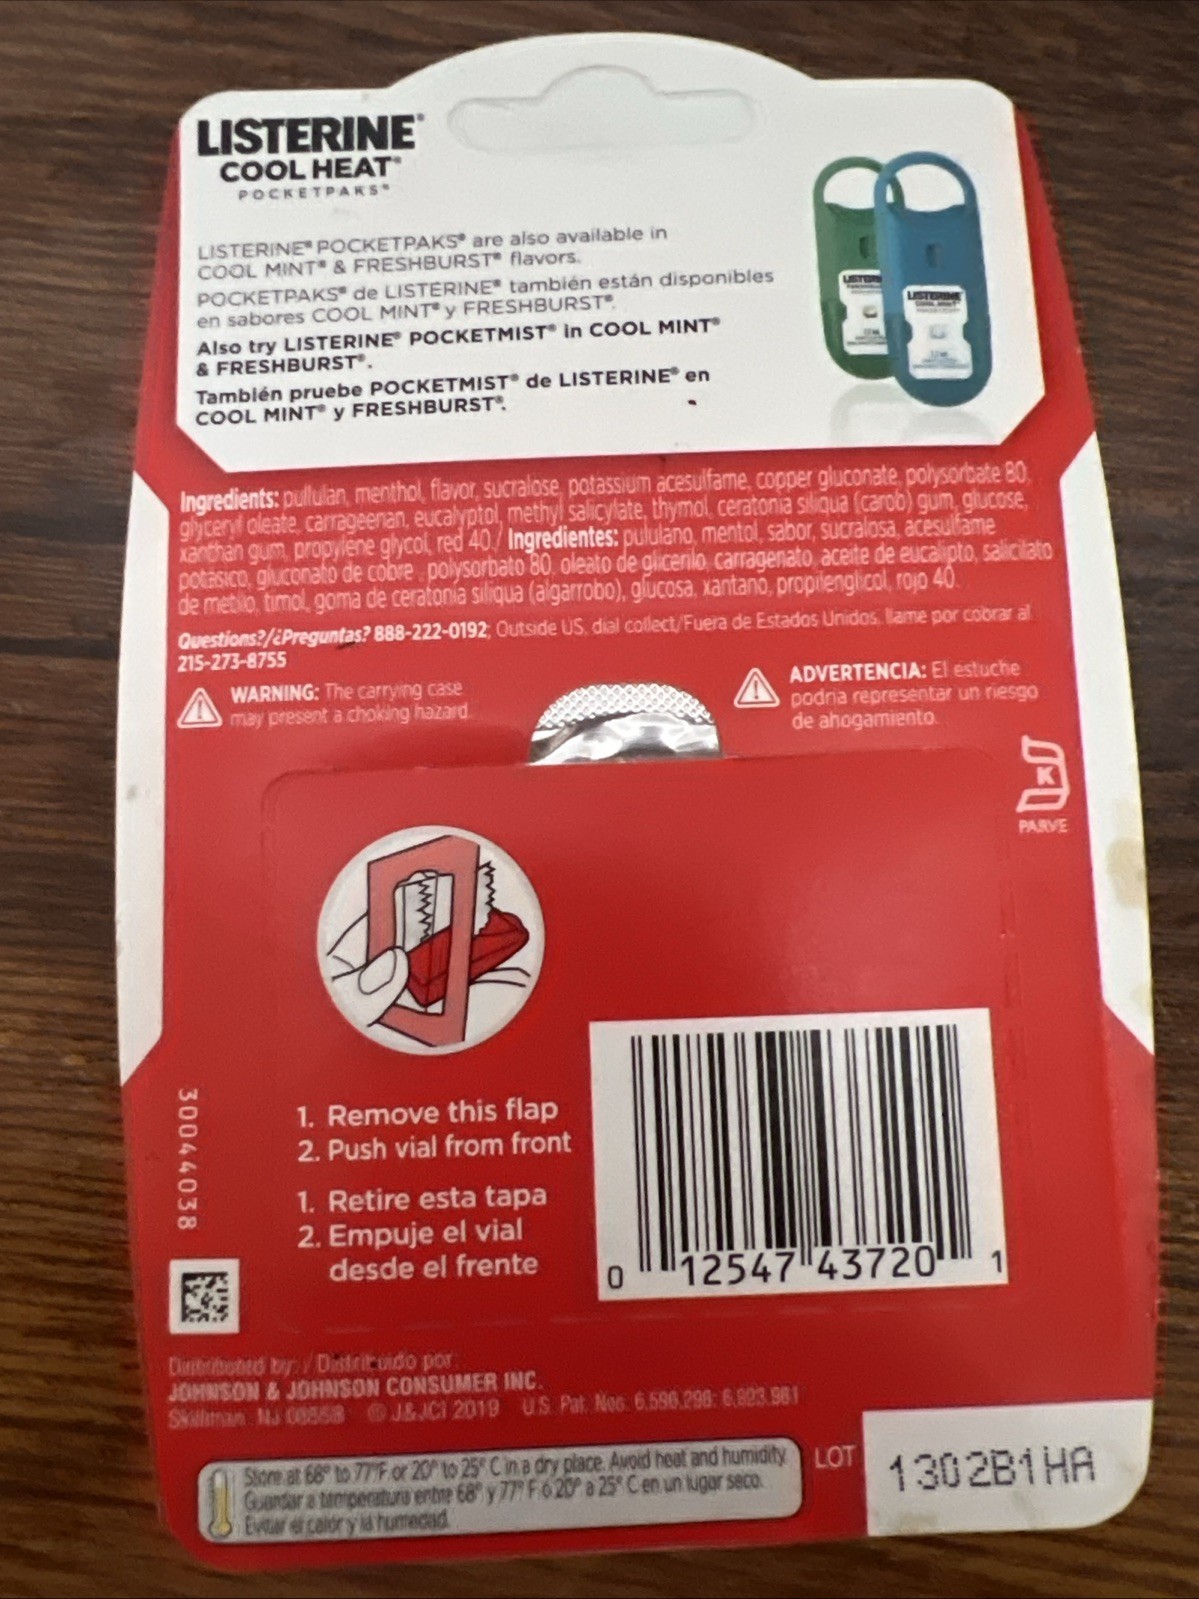 LISTERINE®
COOL HEAT®
POCKETPAKS®
LISTERINE® POCKETPAKS® are also available in
COOL MINT® & FRESHBURST® flavors.
POCKETPAKS® de LISTERINE® también están disponibles
en sabores COOL MINT® y FRESHBURST®.
Also try LISTERINE® POCKETMIST® in COOL MINT®
& FRESHBURST®.
También pruebe POCKETMIST® de LISTERINE® en
COOL MINT® y FRESHBURST®.
LISTERINE
COOL MINT
Ingredients: pullulan, menthol, flavor, sucralose, potassium acesulfame, copper gluconate, polysorbate 80,
glyceryl oleate, carrageenan, eucalyptol, methyl salicylate, thymol, ceratonia siliqua (carob) gum, glucose,
xanthan gum, propylene glycol, red 40./ Ingredientes: pululano, mentol, sabor, sucralosa, acesulfame
potásico, gluconato de cobre, polysorbato 80, oleato de glicerilo, carragenato, aceite de eucalipto, salicilato
de metilo, timol, goma de ceratonia siliqua (algarrobo), glucosa, xantano, propilenglicol, rojo 40.
Questions?/¿Preguntas? 888-222-0192; Outside US, dial collect/Fuera de Estados Unidos, llame por cobrar al
215-273-8755
WARNING: The carrying case
may present a choking hazard.
ADVERTENCIA: El estuche
podria representar un riesgo
de ahogamiento.
K
PARVE
1. Remove this flap
2. Push vial from front
1. Retire esta tapa
2. Empuje el vial
desde el frente
30044038
0 12547 43720 1
Distributed by: / Distribuido por:
JOHNSON & JOHNSON CONSUMER INC.
Skillman, NJ 08558 © J&JCI 2019 U.S. Pat. Nos. 6,596,298; 6,923,981
Store at 68° to 77° F. or 20° to 25° C in a dry place. Avoid heat and humidity.
Guardar a temperatura entre 68° y 77° F ó 20° a 25° C en un lugar seco.
Evitar el calor y la humedad.
LOT 1302B1HA